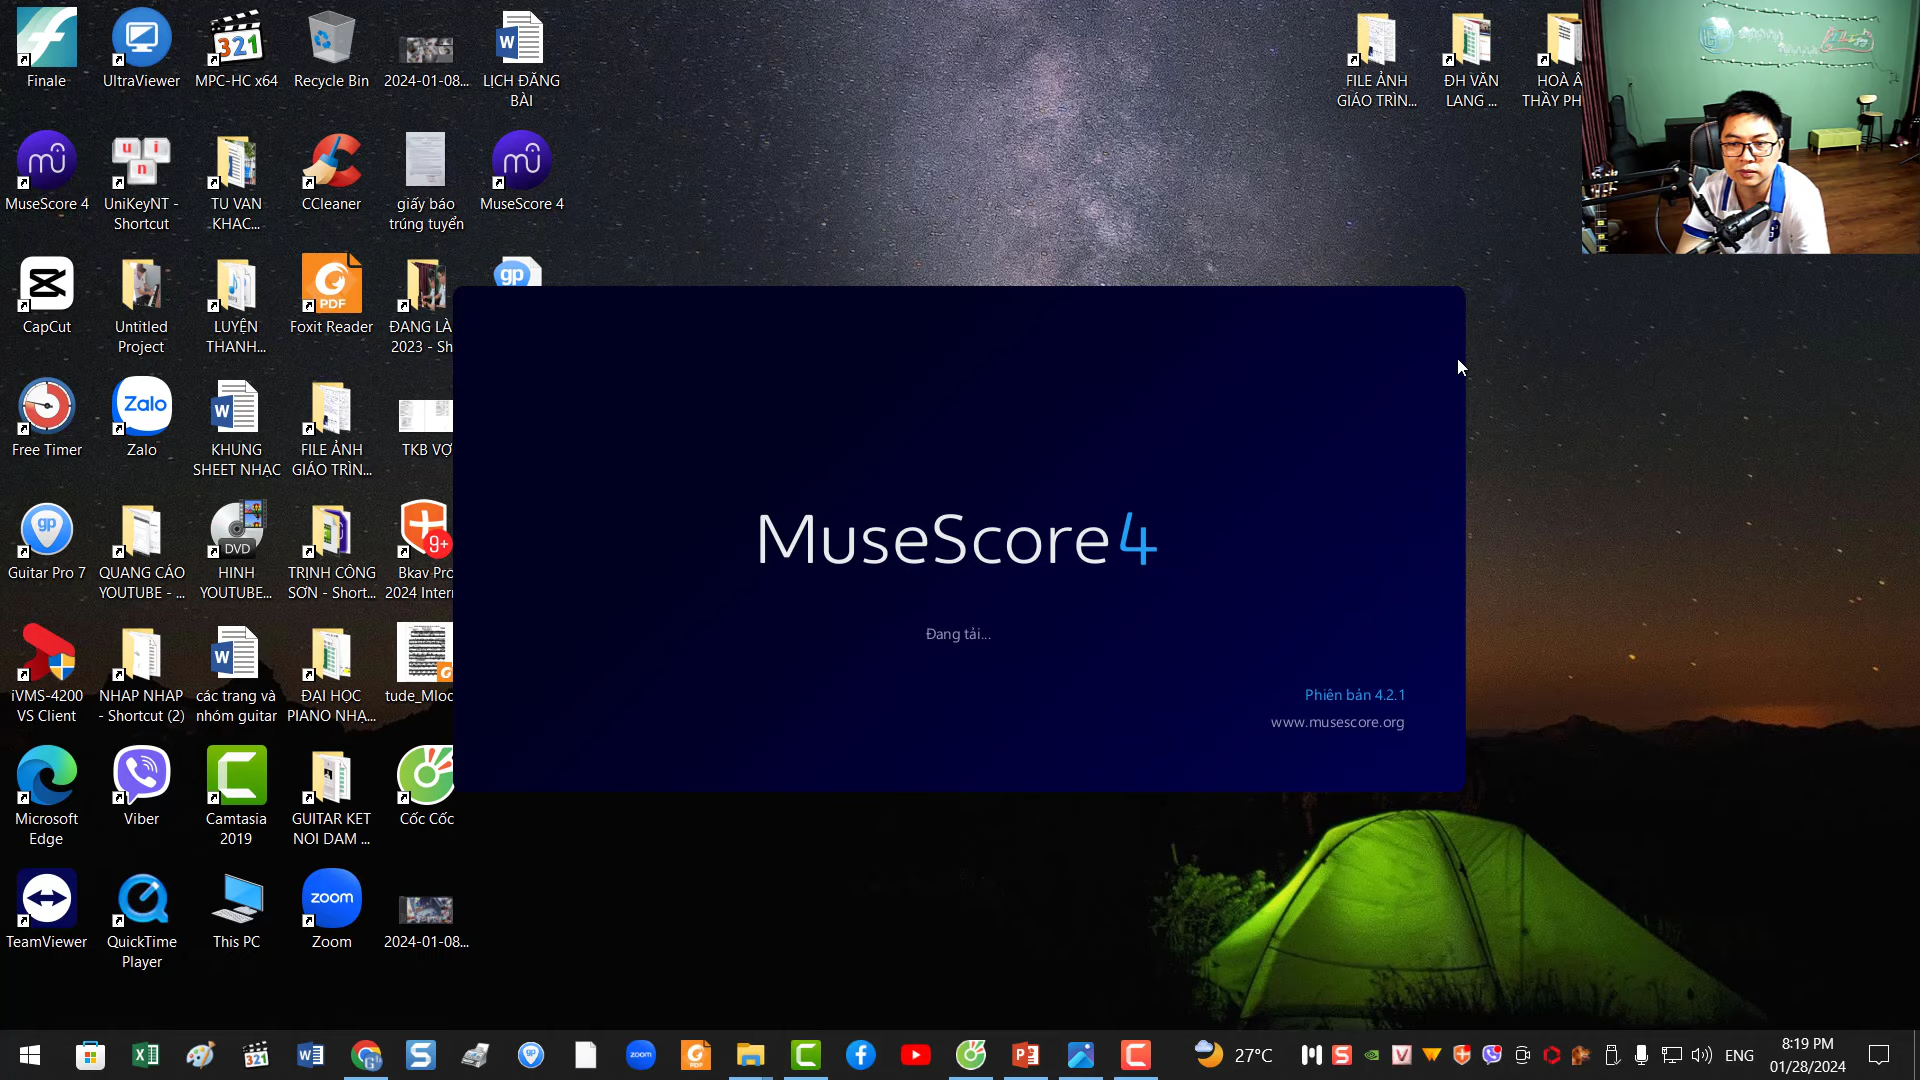 Finale
UltraViewer
MPC-HC x64
Recycle Bin
2024-01-08...
LỊCH ĐĂNG
BÀI
FILE ẢNH
GIÁO TRÌN...
ĐH VĂN
LANG ...
HOÀ Â
THẦY PH
MuseScore 4
UniKeyNT -
Shortcut
TU VAN
KHAC...
CCleaner
giấy báo
trúng tuyển
MuseScore 4
CapCut
Untitled
Project
LUYỆN
THANH...
Foxit Reader
ĐANG LÀ
2023 - Sh
Free Timer
Zalo
KHUNG
SHEET NHẠC
FILE ẢNH
GIÁO TRÌN...
TKB VỢ
Guitar Pro 7
QUANG CÁO
YOUTUBE - ...
HINH
YOUTUBE...
TRỊNH CÔNG
SƠN - Short...
Bkav Pro
2024 Intern
MuseScore 4
Đang tải...
Phiên bản 4.2.1
www.musescore.org
iVMS-4200
VS Client
NHAP NHAP
- Shortcut (2)
các trang và
nhóm guitar
ĐẠI HỌC
PIANO NHẠ...
tude_Mloc
Microsoft
Edge
Viber
Camtasia
2019
GUITAR KET
NOI DAM ...
Cốc Cốc
TeamViewer
QuickTime
Player
This PC
Zoom
2024-01-08...
27°C
ENG
8:19 PM
01/28/2024